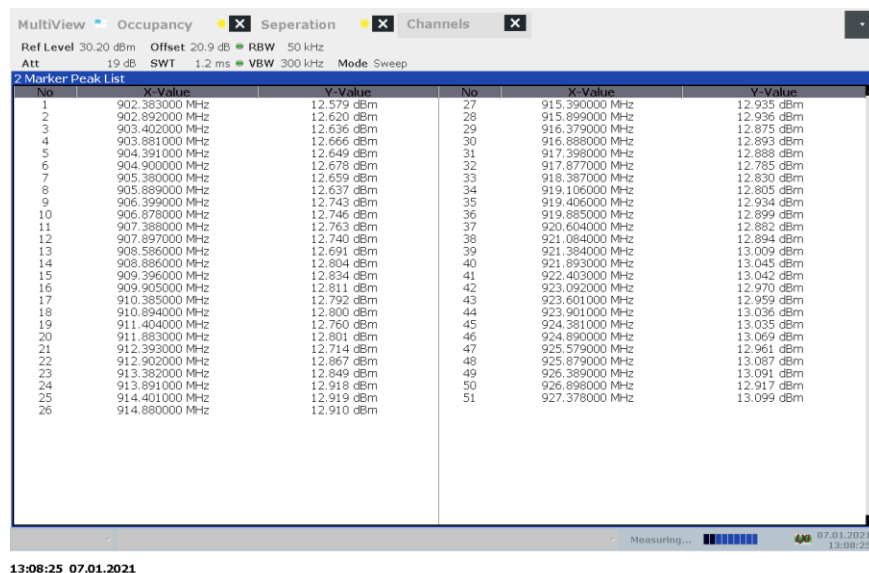 MultiView Occupancy X Seperation X Channels X
Ref Level 30.20 dBm Offset 20.9 dB RBW 50 kHz
Att 19 dB SWT 1.2 ms VBW 300 kHz Mode Sweep
2 Marker Peak List
No X-Value Y-Value No X-Value Y-Value
1 902.383000 MHz 12.579 dBm 27 915.390000 MHz 12.935 dBm
2 902.892000 MHz 12.620 dBm 28 915.899000 MHz 12.936 dBm
3 903.402000 MHz 12.636 dBm 29 916.379000 MHz 12.875 dBm
4 903.881000 MHz 12.666 dBm 30 916.888000 MHz 12.893 dBm
5 904.391000 MHz 12.649 dBm 31 917.398000 MHz 12.888 dBm
6 904.900000 MHz 12.678 dBm 32 917.877000 MHz 12.785 dBm
7 905.380000 MHz 12.659 dBm 33 918.387000 MHz 12.830 dBm
8 905.889000 MHz 12.637 dBm 34 919.106000 MHz 12.805 dBm
9 906.399000 MHz 12.743 dBm 35 919.406000 MHz 12.934 dBm
10 906.878000 MHz 12.746 dBm 36 919.885000 MHz 12.899 dBm
11 907.388000 MHz 12.763 dBm 37 920.604000 MHz 12.882 dBm
12 907.897000 MHz 12.740 dBm 38 921.084000 MHz 12.894 dBm
13 908.586000 MHz 12.691 dBm 39 921.384000 MHz 13.009 dBm
14 908.886000 MHz 12.804 dBm 40 921.893000 MHz 13.045 dBm
15 909.396000 MHz 12.834 dBm 41 922.403000 MHz 13.042 dBm
16 909.905000 MHz 12.811 dBm 42 923.092000 MHz 12.970 dBm
17 910.385000 MHz 12.792 dBm 43 923.601000 MHz 12.959 dBm
18 910.894000 MHz 12.800 dBm 44 923.901000 MHz 13.036 dBm
19 911.404000 MHz 12.760 dBm 45 924.381000 MHz 13.035 dBm
20 911.883000 MHz 12.801 dBm 46 924.890000 MHz 13.069 dBm
21 912.393000 MHz 12.714 dBm 47 925.579000 MHz 12.961 dBm
22 912.902000 MHz 12.867 dBm 48 925.879000 MHz 13.087 dBm
23 913.382000 MHz 12.849 dBm 49 926.389000 MHz 13.091 dBm
24 913.891000 MHz 12.918 dBm 50 926.898000 MHz 12.917 dBm
25 914.401000 MHz 12.919 dBm 51 927.378000 MHz 13.099 dBm
26 914.880000 MHz 12.910 dBm
Measuring... 07.01.2021
13:08:25
13:08:25 07.01.2021